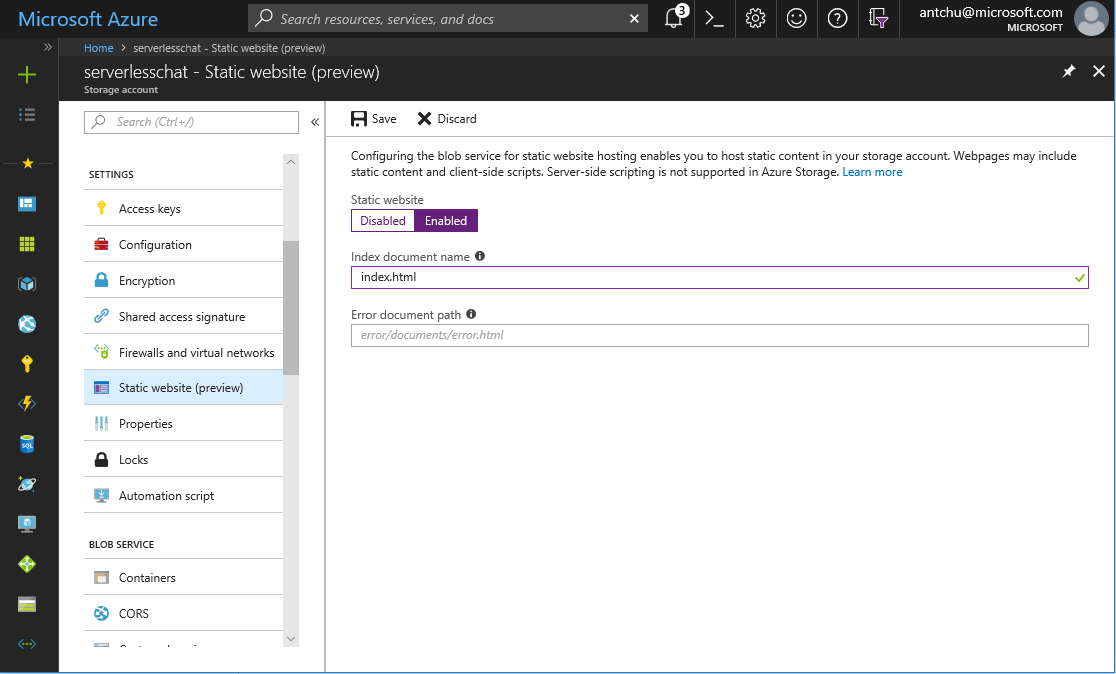 Microsoft Azure
Search resources, services, and docs
3
antchu@microsoft.com
MICROSOFT
Home > serverlesschat - Static website (preview)
serverlesschat - Static website (preview)
Storage account
Search (Ctrl+/)
SETTINGS
Access keys
Configuration
Encryption
Shared access signature
Firewalls and virtual networks
Static website (preview)
Properties
Locks
Automation script
BLOB SERVICE
Containers
CORS
Save Discard
Configuring the blob service for static website hosting enables you to host static content in your storage account. Webpages may include
static content and client-side scripts. Server-side scripting is not supported in Azure Storage. Learn more
Static website
Disabled Enabled
Index document name
index.html
Error document path
error/documents/error.html
SQL